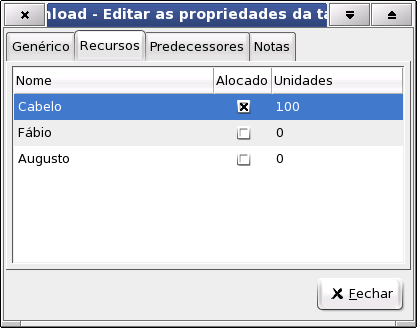 nload - Editar as propriedades da ta
Genérico Recursos Predecessores Notas
Nome Alocado Unidades
Cabelo 100
Fábio 0
Augusto 0
Fechar